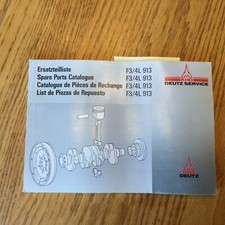 Ersatzteilliste F3/4L 913
Spare Parts Catalogue F3/4L 913
Catalogue de Pièces de Rechange F3/4L 913
List de Piezas de Repuesto F3/4L 913
DEUTZ SERVICE
DEUTZ